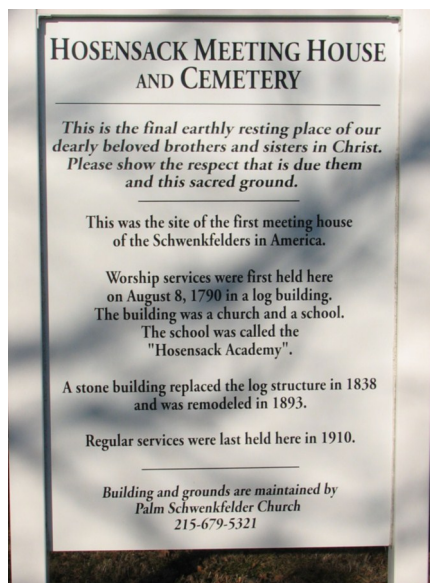 HOSENSACK MEETING HOUSE
AND CEMETERY
This is the final earthly resting place of our
dearly beloved brothers and sisters in Christ.
Please show the respect that is due them
and this sacred ground.
This was the site of the first meeting house
of the Schwenkfelders in America.
Worship services were first held here
on August 8, 1790 in a log building.
The building was a church and a school.
The school was called the
"Hosensack Academy".
A stone building replaced the log structure in 1838
and was remodeled in 1893.
Regular services were last held here in 1910.
Building and grounds are maintained by
Palm Schwenkfelder Church
215-679-5321